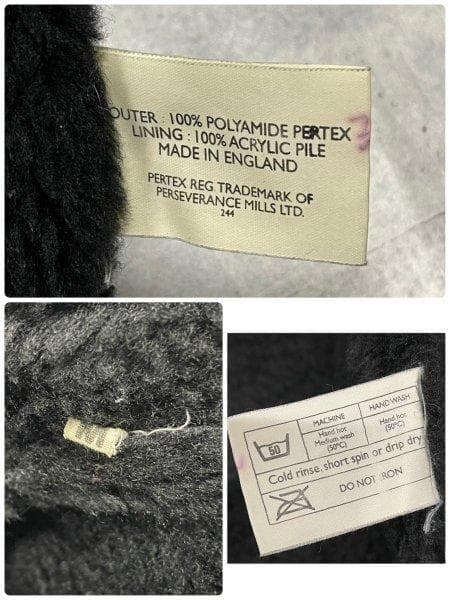 OUTER : 100% POLYAMIDE PERTEX
LINING : 100% ACRYLIC PILE
MADE IN ENGLAND
PERTEX REG TRADEMARK OF
PERSEVERANCE MILLS LTD.
244
MACHINE
HAND WASH
Hand hot
Medium wash
(50°C)
Hand hot
(50°C)
50
Cold rinse, short spin or drip dry
DO NOT IRON